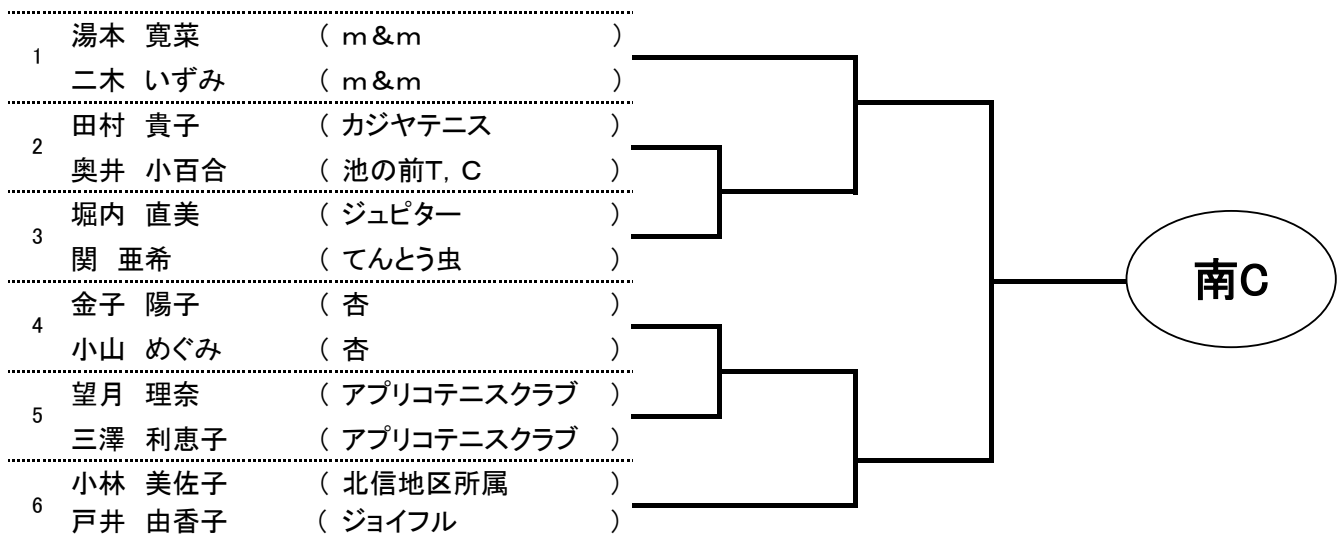 1
湯本 寛菜 ( m&m )
二木 いずみ ( m&m )
2
田村 貴子 ( カジヤテニス )
奥井 小百合 ( 池の前T,C )
3
堀内 直美 ( ジュピター )
関 亜希 ( てんとう虫 )
4
金子 陽子 ( 杏 )
小山 めぐみ ( 杏 )
5
望月 理奈 ( アプリコテニスクラブ )
三澤 利恵子 ( アプリコテニスクラブ )
6
小林 美佐子 ( 北信地区所属 )
戸井 由香子 ( ジョイフル )
南C